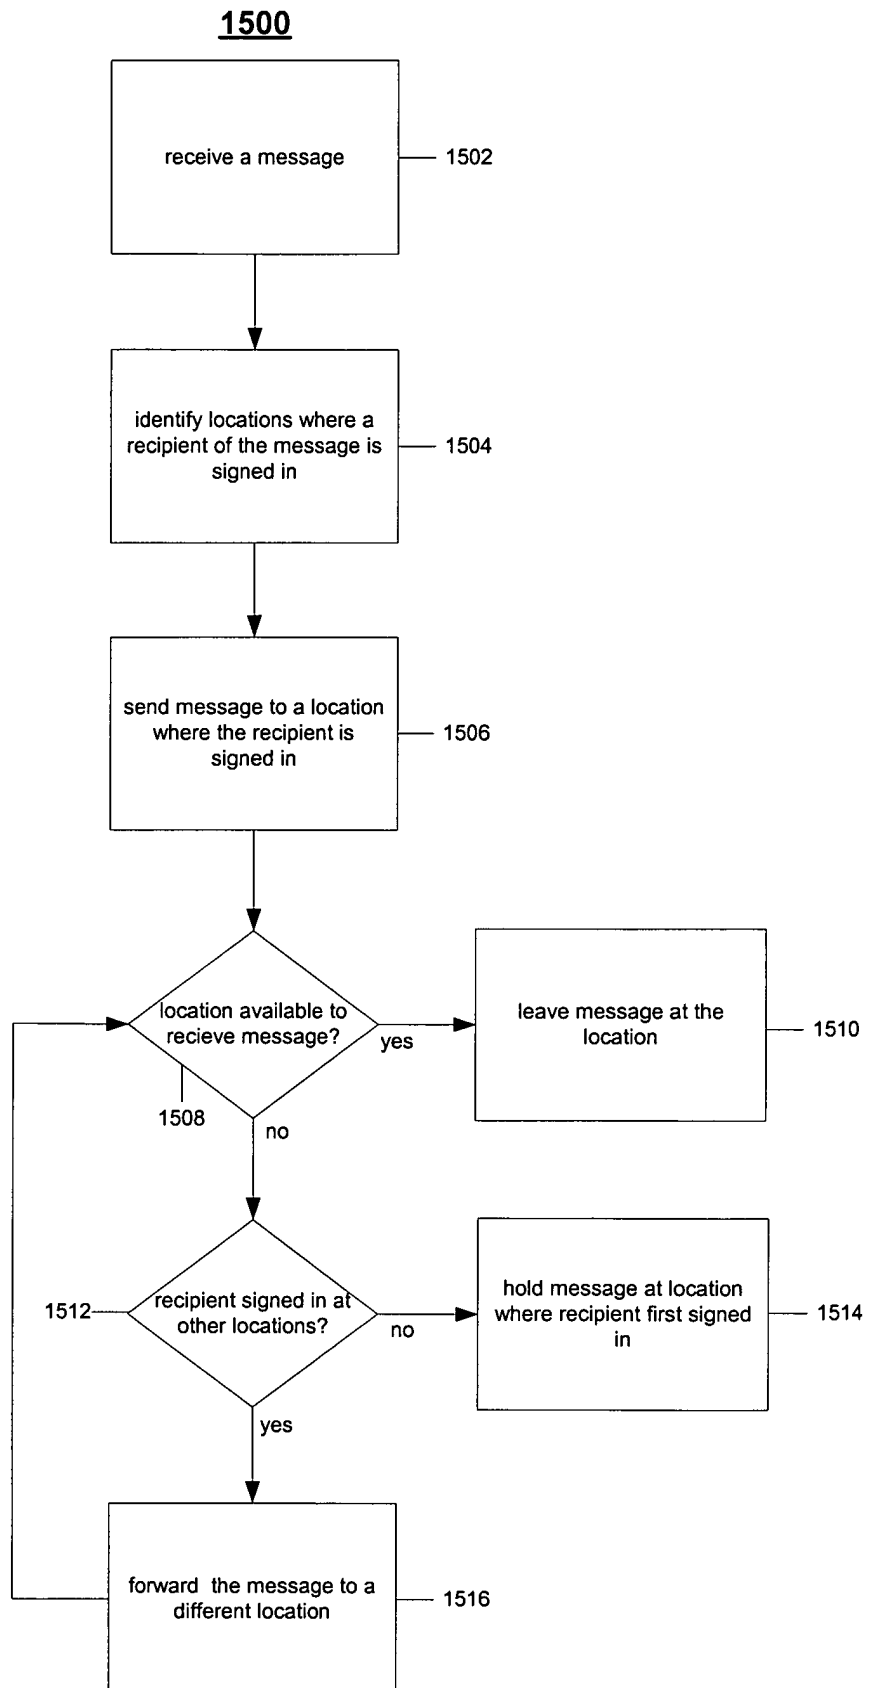 1500
receive a message
1502
identify locations where a
recipient of the message is
signed in
1504
send message to a location
where the recipient is
signed in
1506
location available to
recieve message?
yes
1508
no
leave message at the
location
1510
recipient signed in at
other locations?
1512
no
yes
hold message at location
where recipient first signed
in
1514
forward the message to a
different location
1516